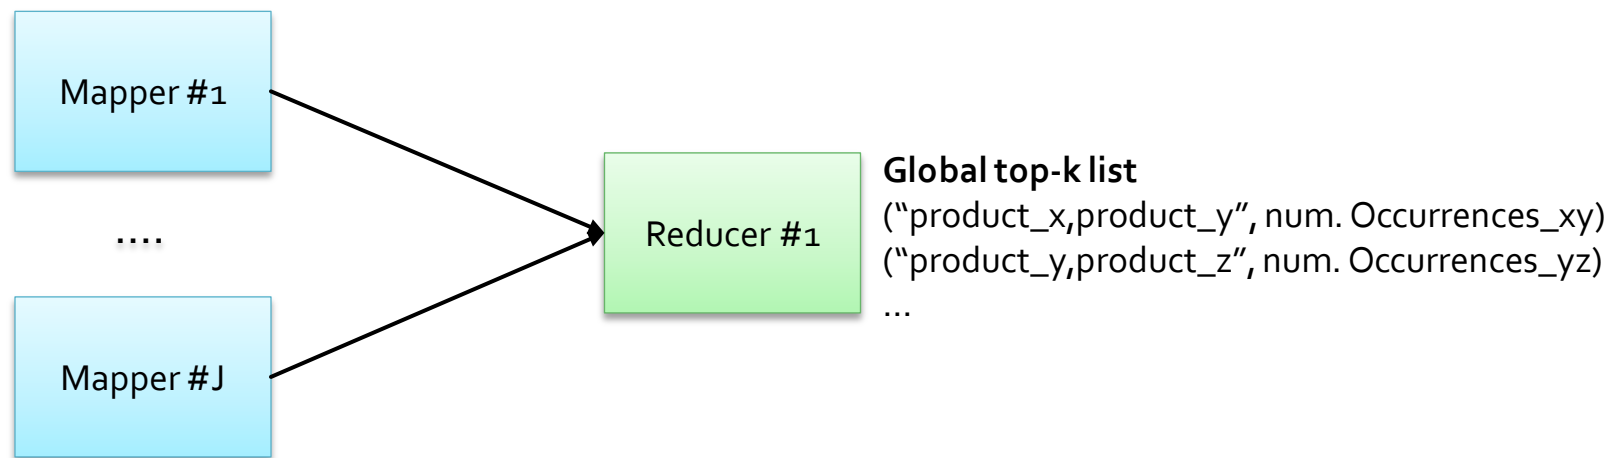 Mapper #1
....
Mapper #J
Reducer #1
Global top-k list
(“product_x,product_y”, num. Occurrences_xy)
(“product_y,product_z”, num. Occurrences_yz)
...